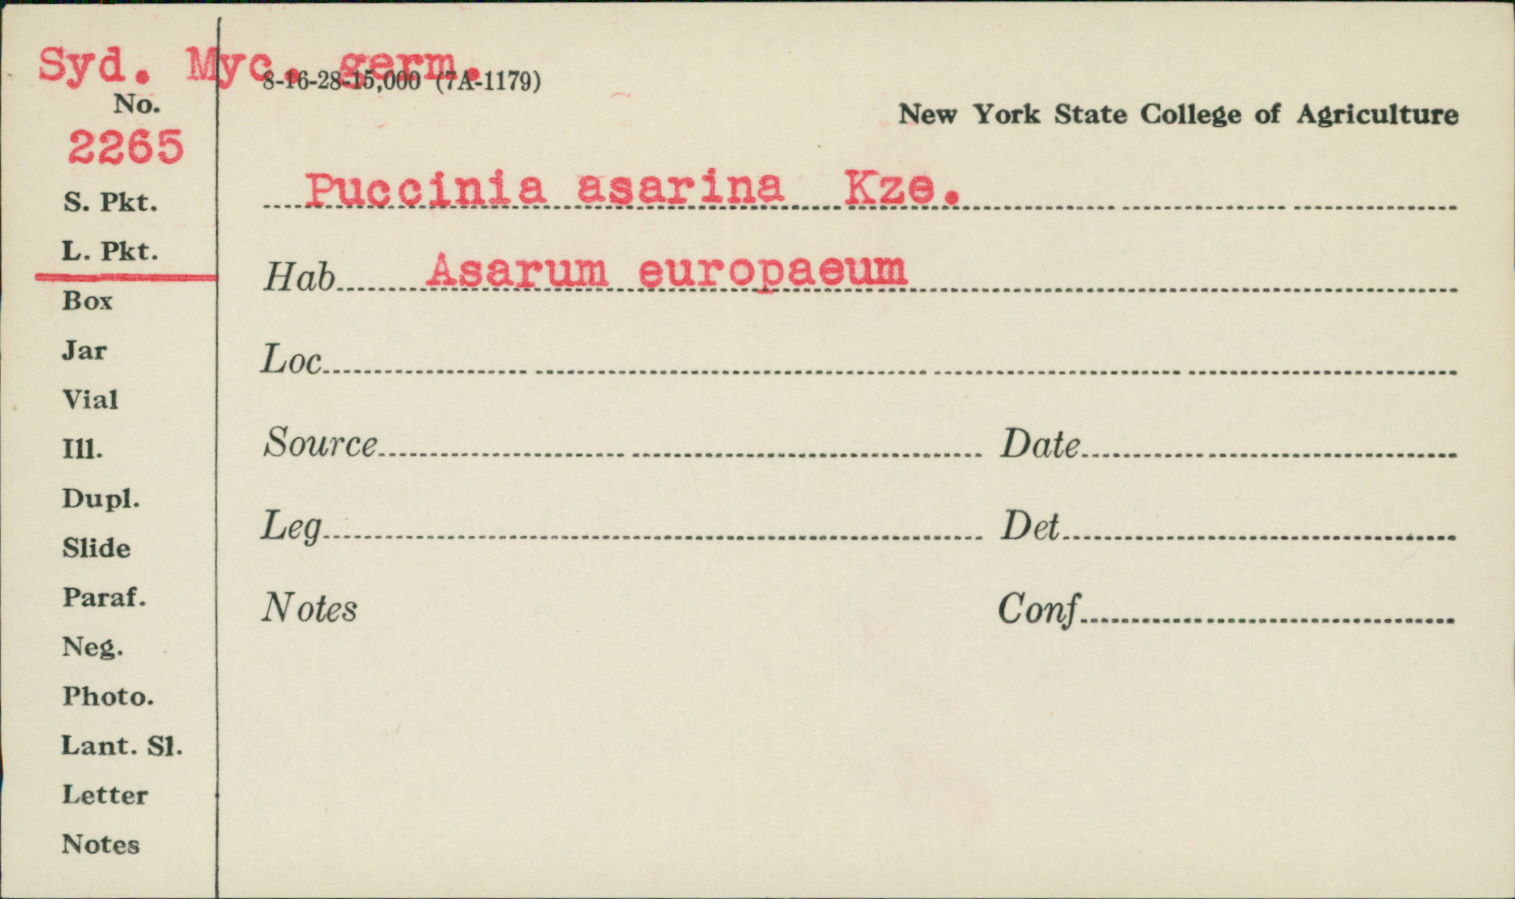 Syd. Myc. germ.
8-16-28-15,000 (7A-1179)
No.
New York State College of Agriculture
2265
Puccinia asarina Kze.
S. Pkt.
L. Pkt.
Hab Asarum europaeum
Box
Jar
Loc
Vial
Ill.
Source Date
Dupl.
Leg Det
Slide
Paraf.
Notes Conf
Neg.
Photo.
Lant. Sl.
Letter
Notes